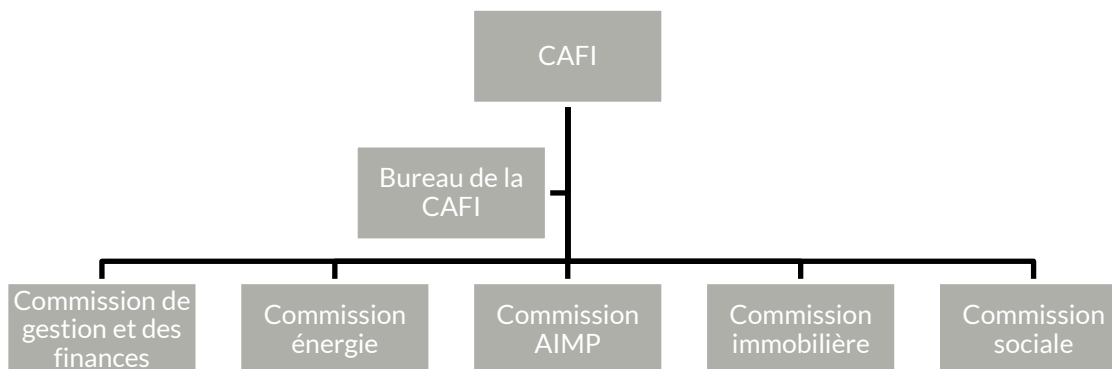 CAFI
Bureau de la
CAFI
Commission de
gestion et des
finances
Commission
énergie
Commission
AIMP
Commission
immobilière
Commission
sociale